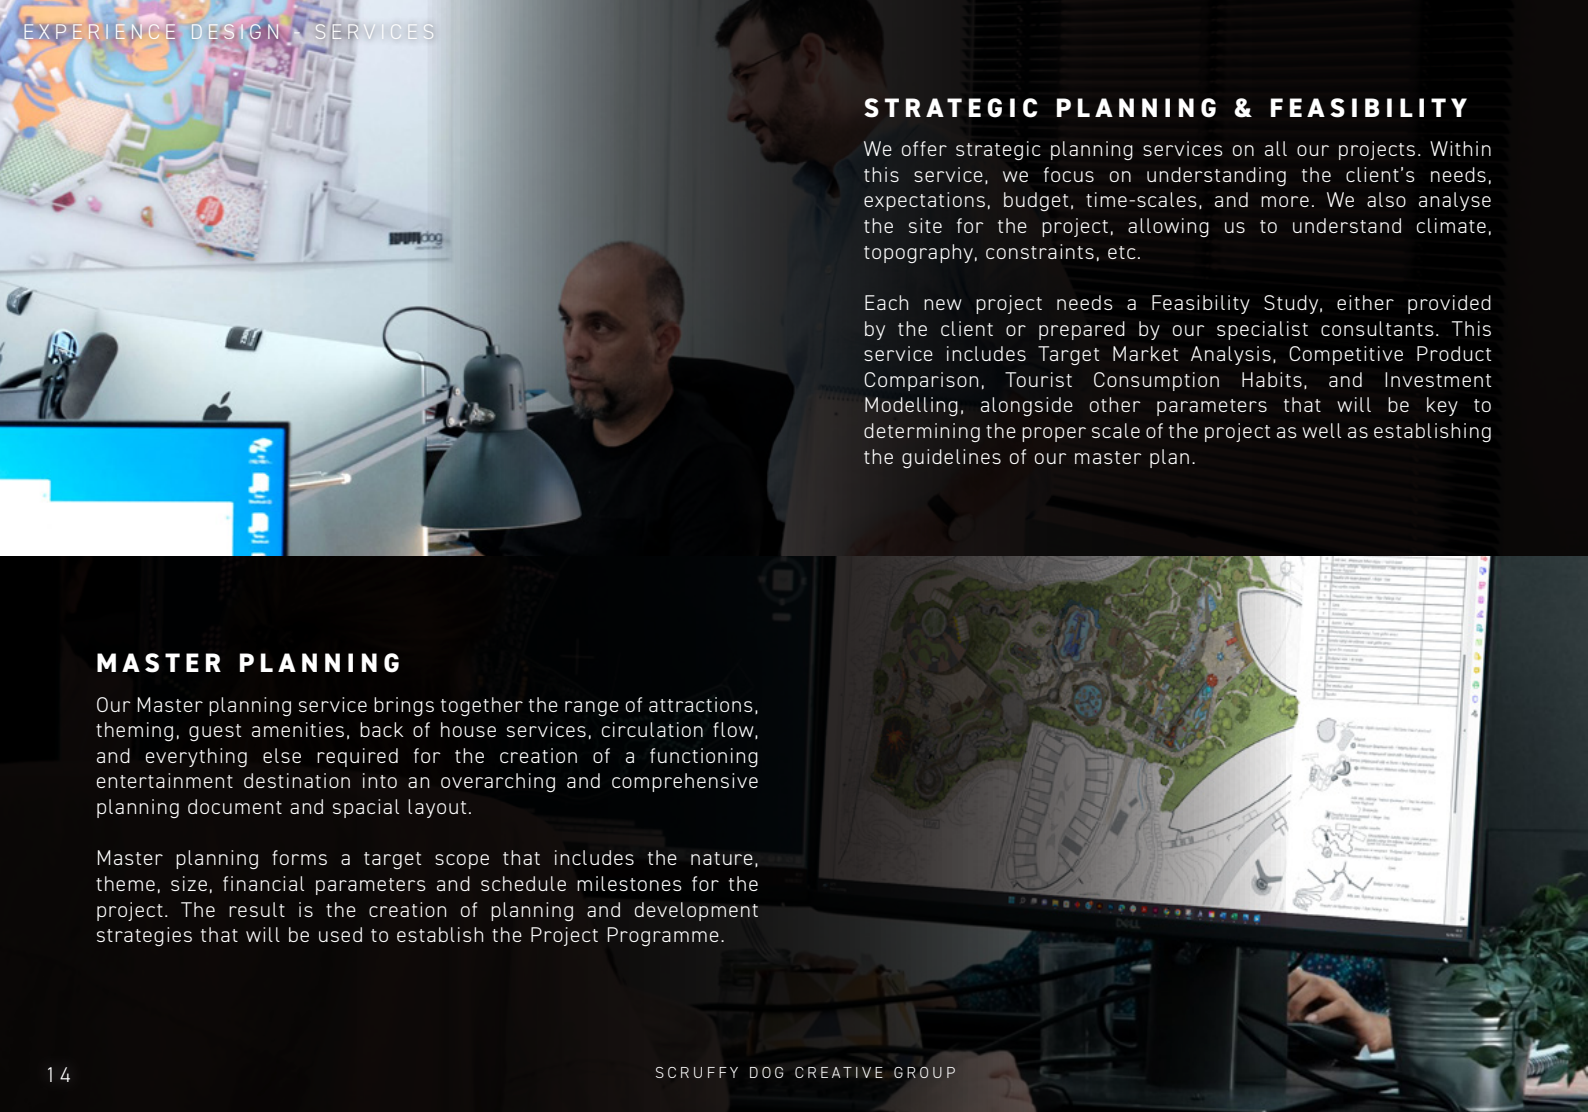 EXPERIENCE DESIGN - SERVICES
STRATEGIC PLANNING & FEASIBILITY
We offer strategic planning services on all our projects. Within
this service, we focus on understanding the client's needs,
expectations, budget, time-scales, and more. We also analyse
the site for the project, allowing us to understand climate,
topography, constraints, etc.
Each new project needs a Feasibility Study, either provided
by the client or prepared by our specialist consultants. This
service includes Target Market Analysis, Competitive Product
Comparison, Tourist Consumption Habits, and Investment
Modelling, alongside other parameters that will be key to
determining the proper scale of the project as well as establishing
the guidelines of our master plan.
MASTER PLANNING
Our Master planning service brings together the range of attractions,
theming, guest amenities, back of house services, circulation flow,
and everything else required for the creation of a functioning
entertainment destination into an overarching and comprehensive
planning document and spacial layout.
Master planning forms a target scope that includes the nature,
theme, size, financial parameters and schedule milestones for the
project. The result is the creation of planning and development
strategies that will be used to establish the Project Programme.
DELL
14
SCRUFFY DOG CREATIVE GROUP